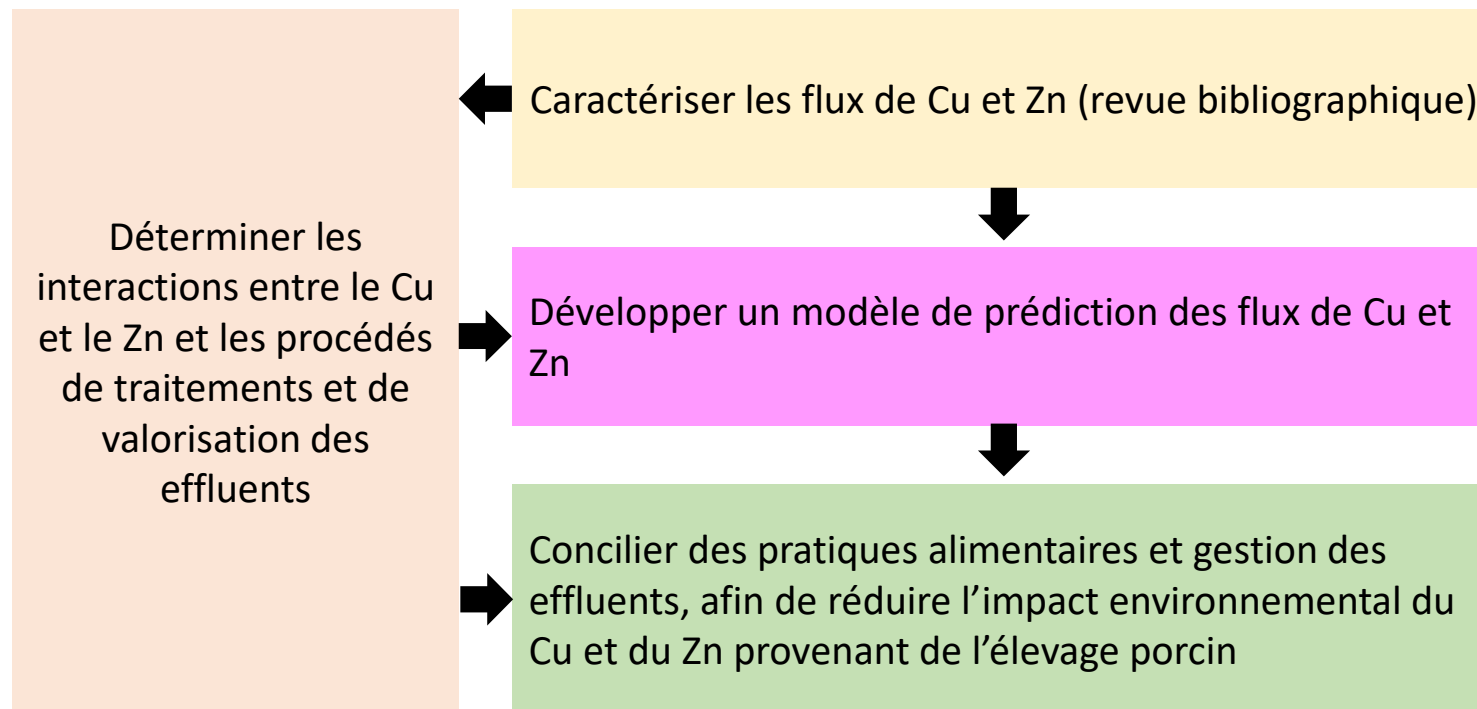 Déterminer les
interactions entre le Cu
et le Zn et les procédés
de traitements et de
valorisation des
effluents
Caractériser les flux de Cu et Zn (revue bibliographique)
Développer un modèle de prédiction des flux de Cu et
Zn
Concilier des pratiques alimentaires et gestion des
effluents, afin de réduire l’impact environnemental du
Cu et du Zn provenant de l’élevage porcin